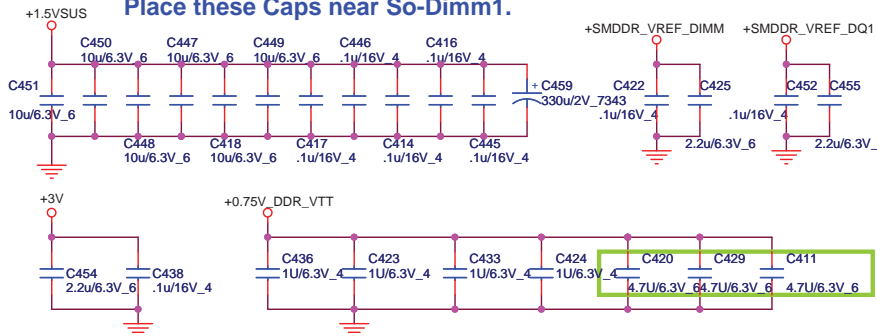 Place these Caps near So-Dimm1.
+1.5VSUS
+SMDDR_VREF_DIMM
+SMDDR_VREF_DQ1
C450
10u/6.3V_6
C447
10u/6.3V_6
C449
10u/6.3V_6
C446
.1u/16V_4
C416
.1u/16V_4
C451
10u/6.3V_6
+ C459
330u/2V_7343
C422
.1u/16V_4
C425
2.2u/6.3V_6
C452
.1u/16V_4
C455
2.2u/6.3V_
C448
10u/6.3V_6
C418
10u/6.3V_6
C417
.1u/16V_4
C414
.1u/16V_4
C445
.1u/16V_4
+3V
+0.75V_DDR_VTT
C454
2.2u/6.3V_6
C438
.1u/16V_4
C436
1U/6.3V_4
C423
1U/6.3V_4
C433
1U/6.3V_4
C424
1U/6.3V_4
C420
4.7U/6.3V_6
C429
4.7U/6.3V_6
C411
4.7U/6.3V_6